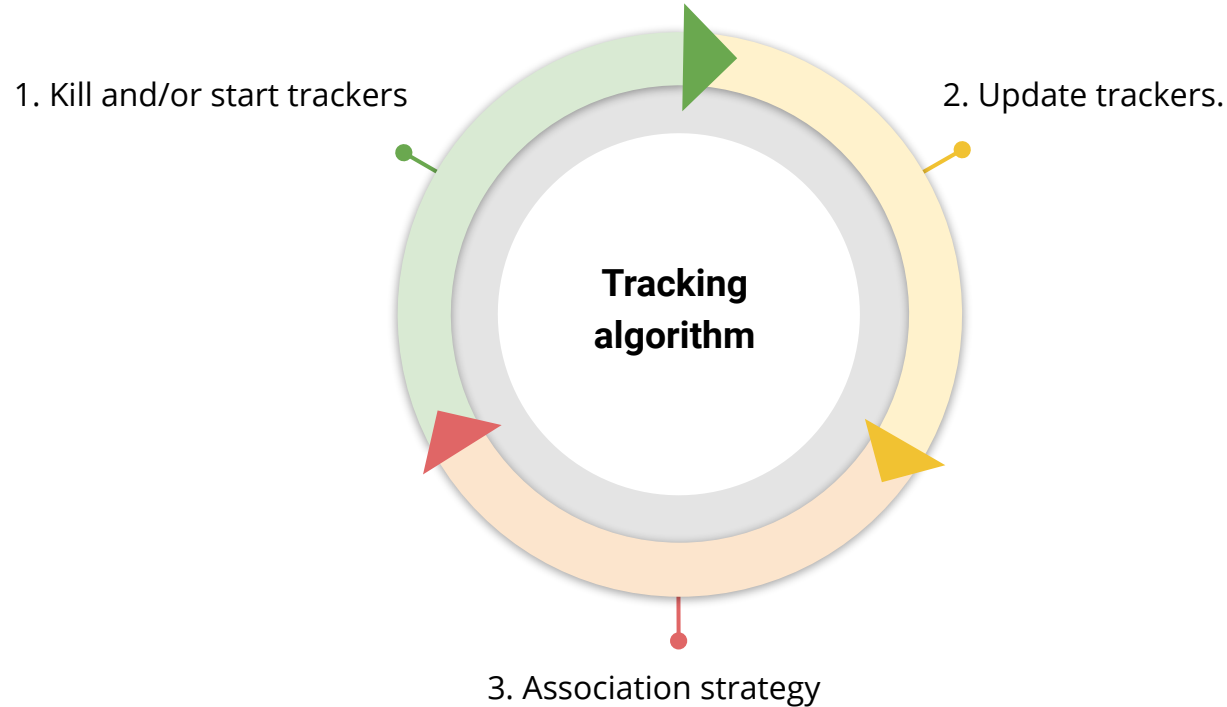 1. Kill and/or start trackers
2. Update trackers.
Tracking
algorithm
3. Association strategy